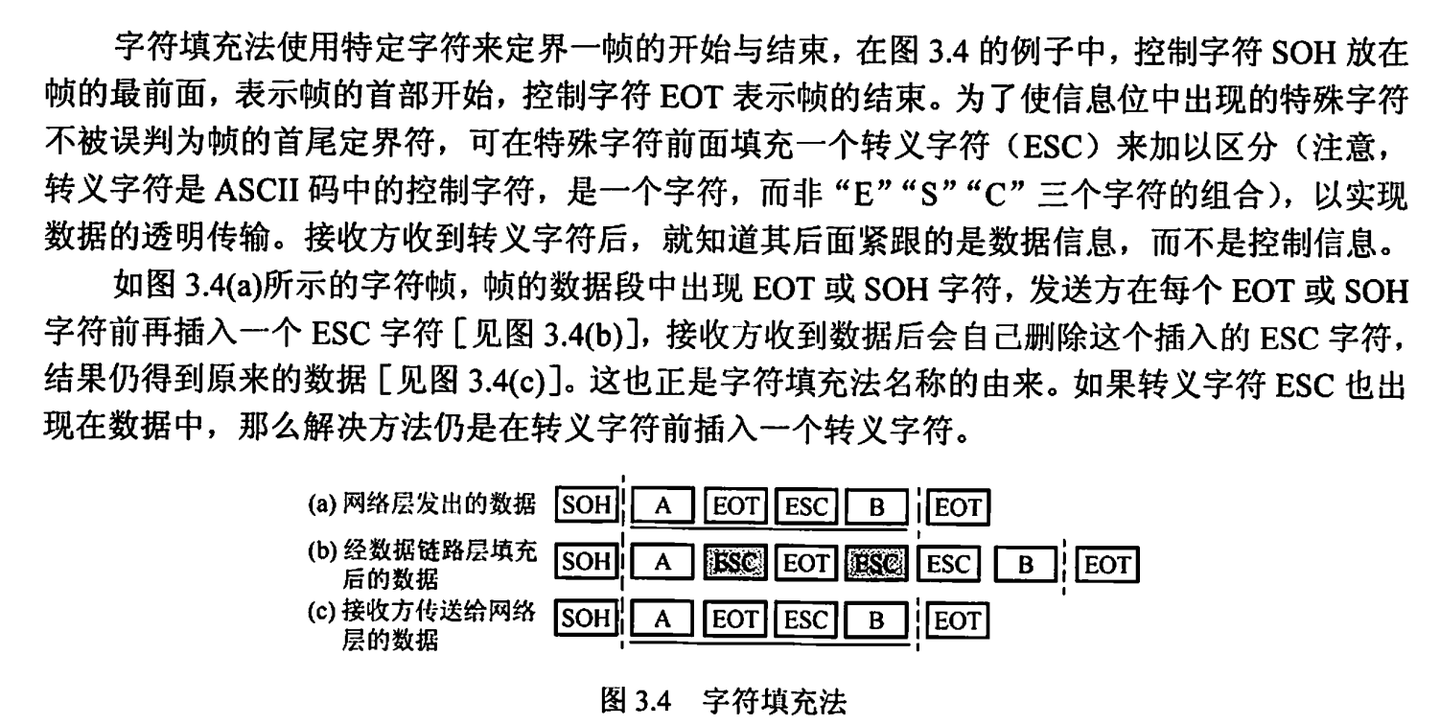 字符填充法使用特定字符来定界一帧的开始与结束，在图 3.4 的例子中，控制字符 SOH 放在
帧的最前面，表示帧的首部开始，控制字符 EOT 表示帧的结束。为了使信息位中出现的特殊字符
不被误判为帧的首尾定界符，可在特殊字符前面填充一个转义字符（ESC）来加以区分（注意，
转义字符是 ASCII 码中的控制字符，是一个字符，而非“E”“S”“C”三个字符的组合），以实现
数据的透明传输。接收方收到转义字符后，就知道其后面紧跟的是数据信息，而不是控制信息。
如图 3.4(a)所示的字符帧，帧的数据段中出现 EOT 或 SOH 字符，发送方在每个 EOT 或 SOH
字符前再插入一个 ESC 字符［见图 3.4(b)］，接收方收到数据后会自己删除这个插入的 ESC 字符，
结果仍得到原来的数据［见图 3.4(c)］。这也正是字符填充法名称的由来。如果转义字符 ESC 也出
现在数据中，那么解决方法仍是在转义字符前插入一个转义字符。
(a) 网络层发出的数据 SOH A EOT ESC B EOT
(b) 经数据链路层填充
后的数据 SOH A ESC EOT ESC ESC B EOT
(c) 接收方传送给网络
层的数据 SOH A EOT ESC B EOT
图 3.4 字符填充法